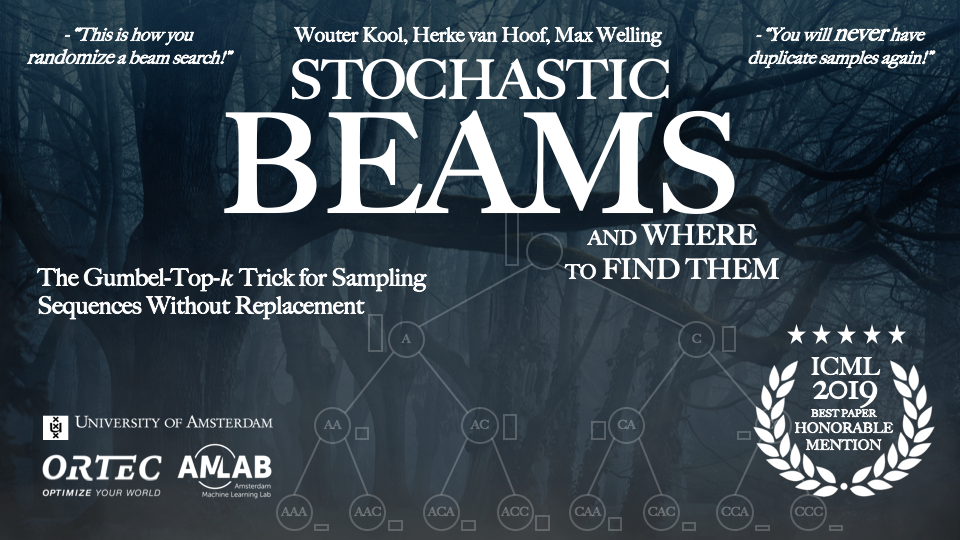 - “This is how you
randomize a beam search!”
Wouter Kool, Herke van Hoof, Max Welling
- “You will never have
duplicate samples again!”
STOCHASTIC
BEAMS
AND WHERE
TO FIND THEM
The Gumbel-Top-k Trick for Sampling
Sequences Without Replacement
A
C
★★★★★
ICML
2019
BEST PAPER
HONORABLE
MENTION
AA
AC
CA
UNIVERSITY OF AMSTERDAM
ORTEC
OPTIMIZE YOUR WORLD
AMLAB
Amsterdam
Machine Learning Lab
AAA
AAC
ACA
ACC
CAA
CAC
CCA
CCC